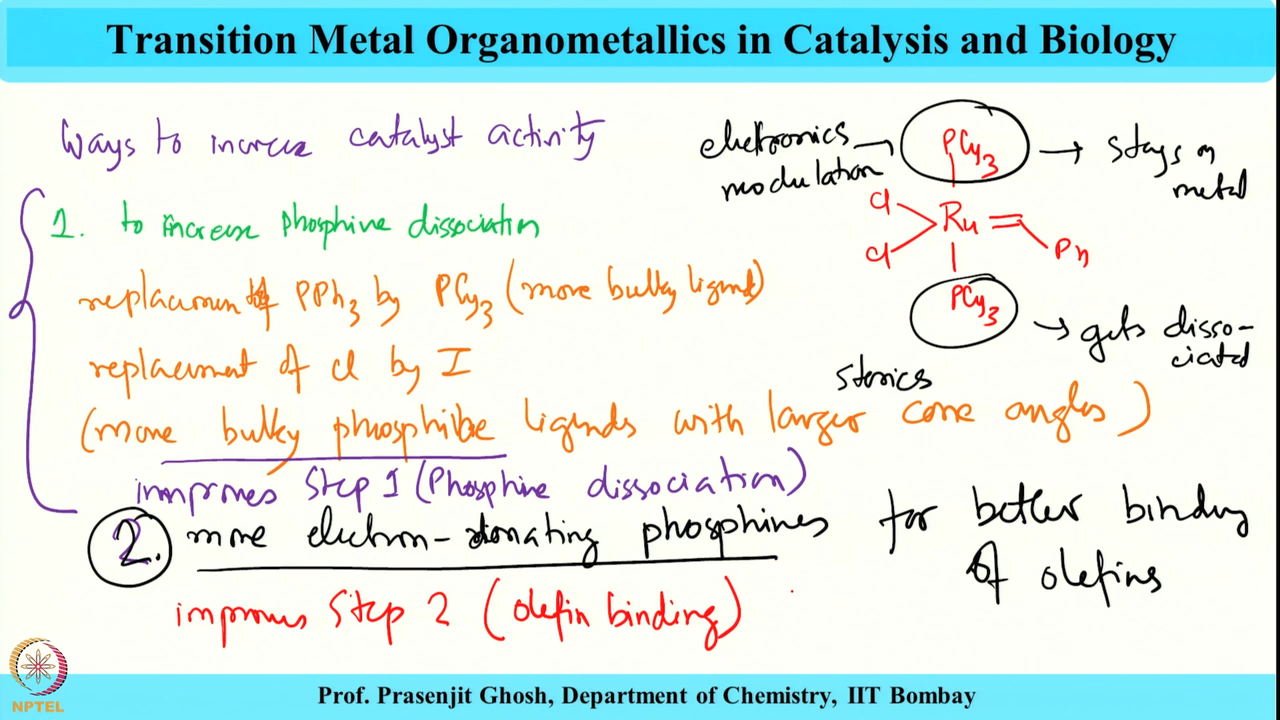 Transition Metal Organometallics in Catalysis and Biology
Ways to increase catalyst activity
1. to increase phosphine dissociation
replacement of PPh3 by PCy3 (more bulky ligand)
replacement of Cl by I
(more bulky phosphine ligands with larger cone angles)
improves Step 1 (Phosphine dissociation)
2. more electron-donating phosphines for better binding
of olefins
improves Step 2 (olefin binding)
electronics
modulation
PCy3
stays on
metal
Cl
Ru
Cl
Ph
PCy3
gets disso-
ciated
sterics
NPTEL
Prof. Prasenjit Ghosh, Department of Chemistry, IIT Bombay